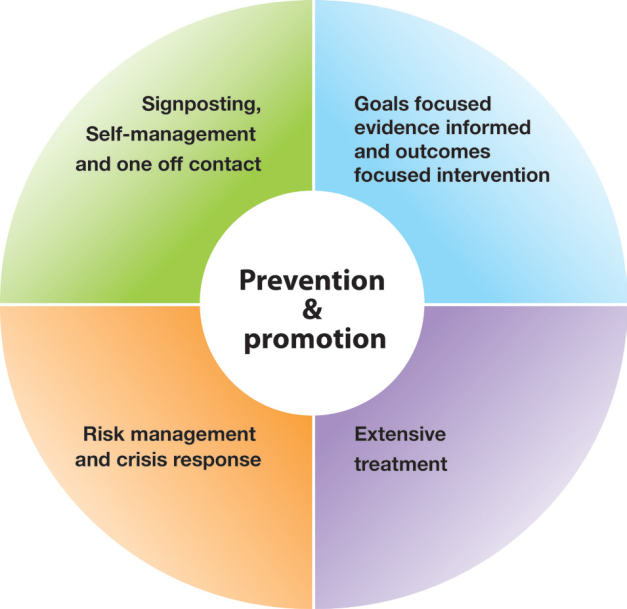 Signposting,
Self-management
and one off contact
Goals focused
evidence informed
and outcomes
focused intervention
Prevention
&
promotion
Risk management
and crisis response
Extensive
treatment